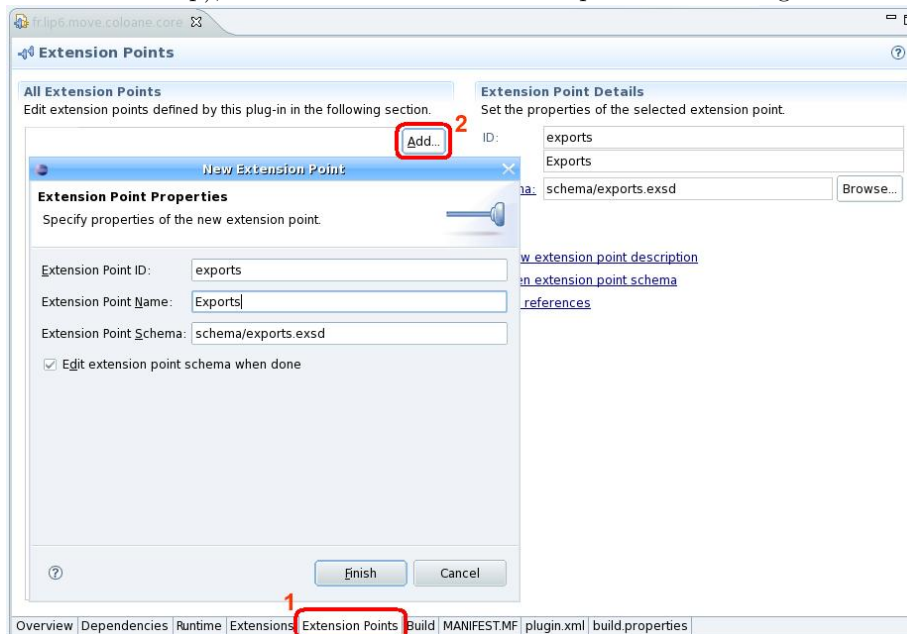 fr.lip6.move.coloane.core
Extension Points
All Extension Points
Edit extension points defined by this plug-in in the following section.
Add...
2
Extension Point Details
Set the properties of the selected extension point.
ID:
exports
Exports
schema/exports.exsd
Browse...
extension point description
extension point schema
references
New Extension Point
Extension Point Properties
Specify properties of the new extension point.
Extension Point ID:
exports
Extension Point Name:
Exports
Extension Point Schema:
schema/exports.exsd
Edit extension point schema when done
Finish
Cancel
1
Overview Dependencies Runtime Extensions Extension Points Build MANIFEST.MF plugin.xml build.properties